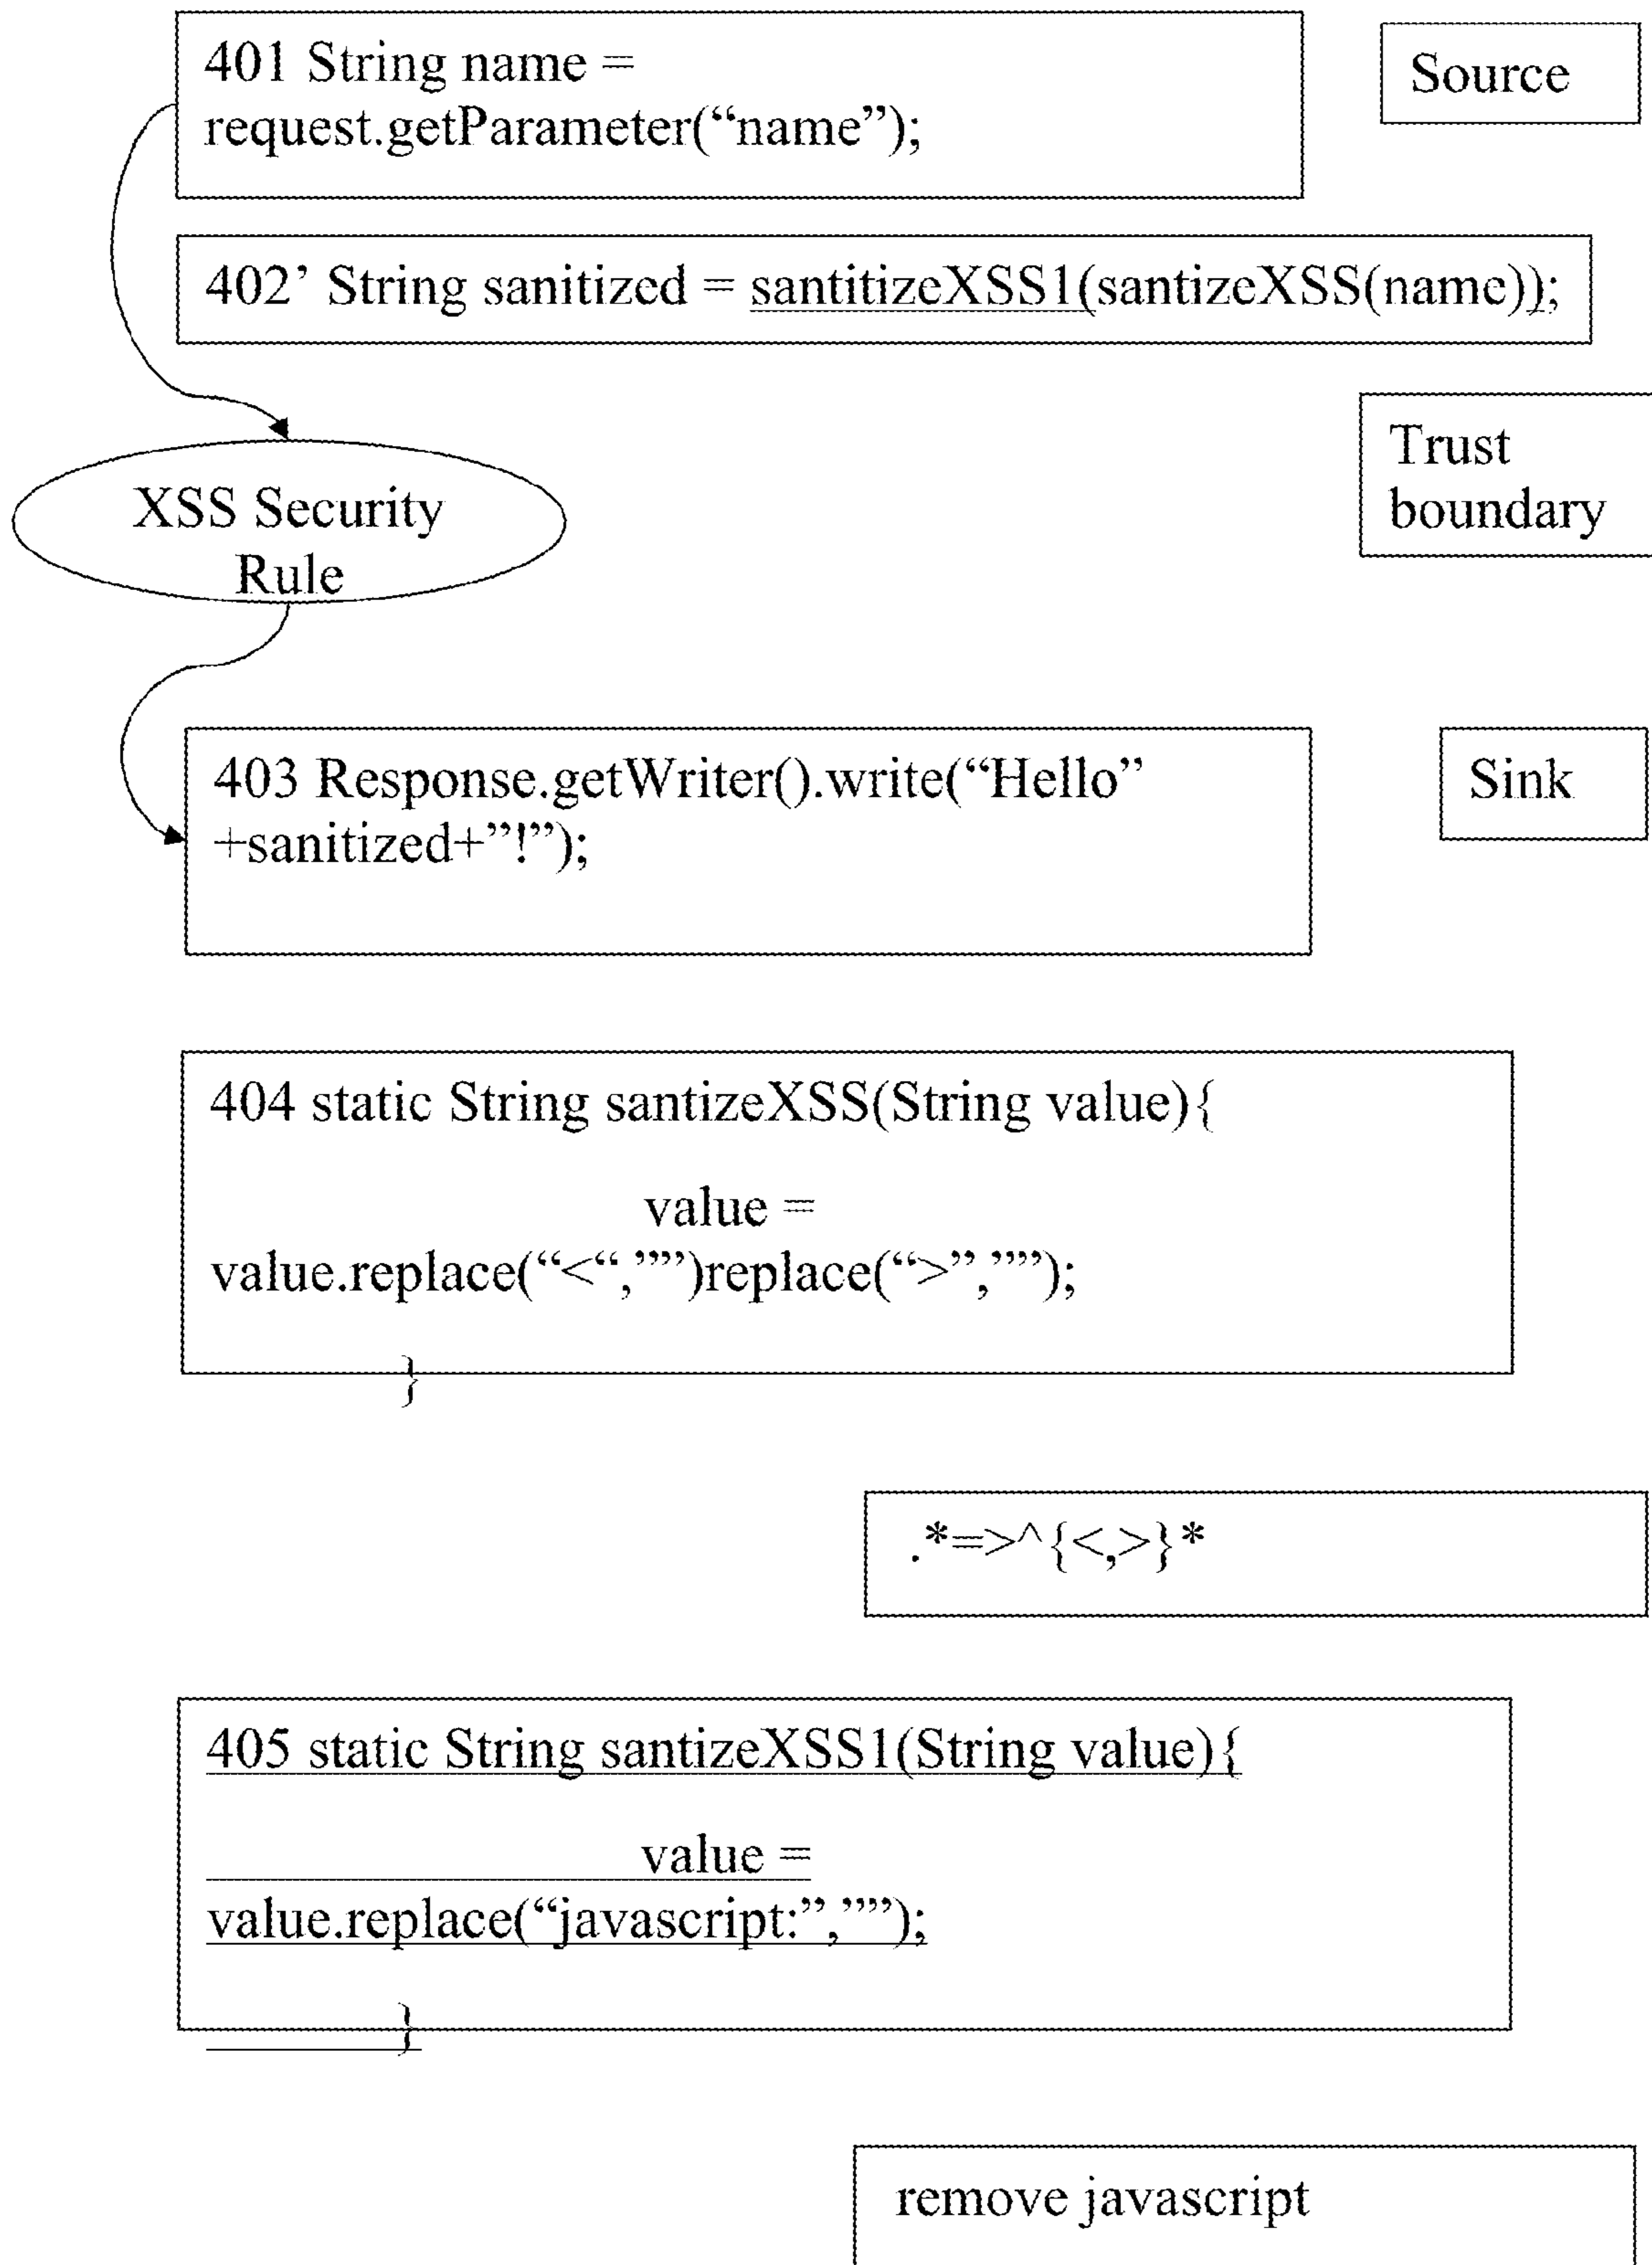 401 String name =
request.getParameter(“name”);
Source
402’ String sanitized = santitizeXSS1(santizeXSS(name));
Trust
boundary
XSS Security
Rule
403 Response.getWriter().write(“Hello”
+sanitized+”!”);
Sink
404 static String santizeXSS(String value){
value =
value.replace(“<“,””)replace(“>”,””);
}
.*=>^{<,>}*
405 static String santizeXSS1(String value){
value =
value.replace(“javascript:”,””);
}
remove javascript